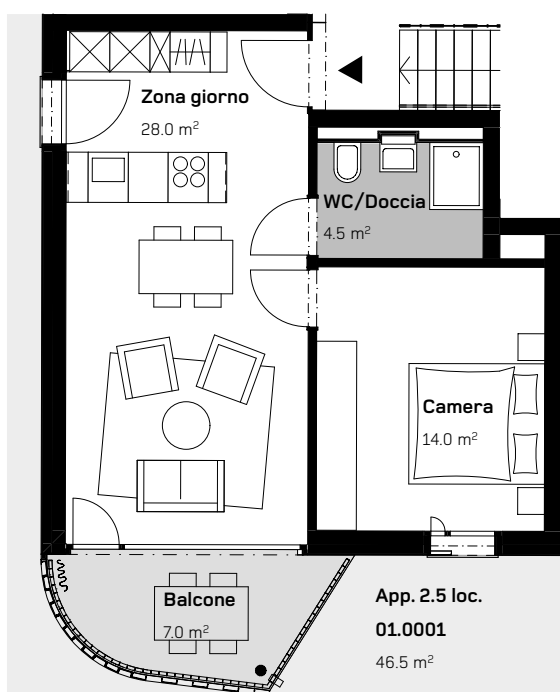 Zona giorno
28.0 m²
WC/Doccia
4.5 m²
Camera
14.0 m²
Balcone
7.0 m²
App. 2.5 loc.
01.0001
46.5 m²